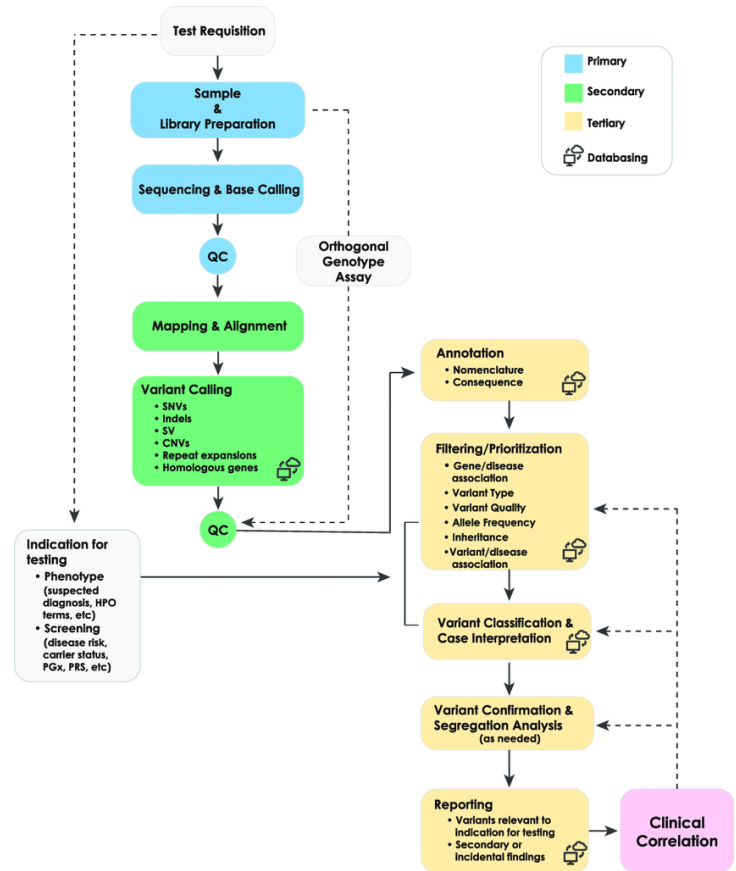 Test Requisition
Sample
&
Library Preparation
Sequencing & Base Calling
QC
Orthogonal
Genotype
Assay
Mapping & Alignment
Variant Calling
• SNVs
• Indels
• SV
• CNVs
• Repeat expansions
• Homologous genes
QC
Indication for
testing
• Phenotype
(suspected
diagnosis, HPO
terms, etc)
• Screening
(disease risk,
carrier status,
PGx, PRS, etc)
Primary
Secondary
Tertiary
Databasing
Annotation
• Nomenclature
• Consequence
Filtering/Prioritization
• Gene/disease
association
• Variant Type
• Variant Quality
• Allele Frequency
• Inheritance
•Variant/disease
association
Variant Classification &
Case Interpretation
Variant Confirmation &
Segregation Analysis
(as needed)
Reporting
• Variants relevant to
indication for testing
• Secondary or
incidental findings
Clinical
Correlation